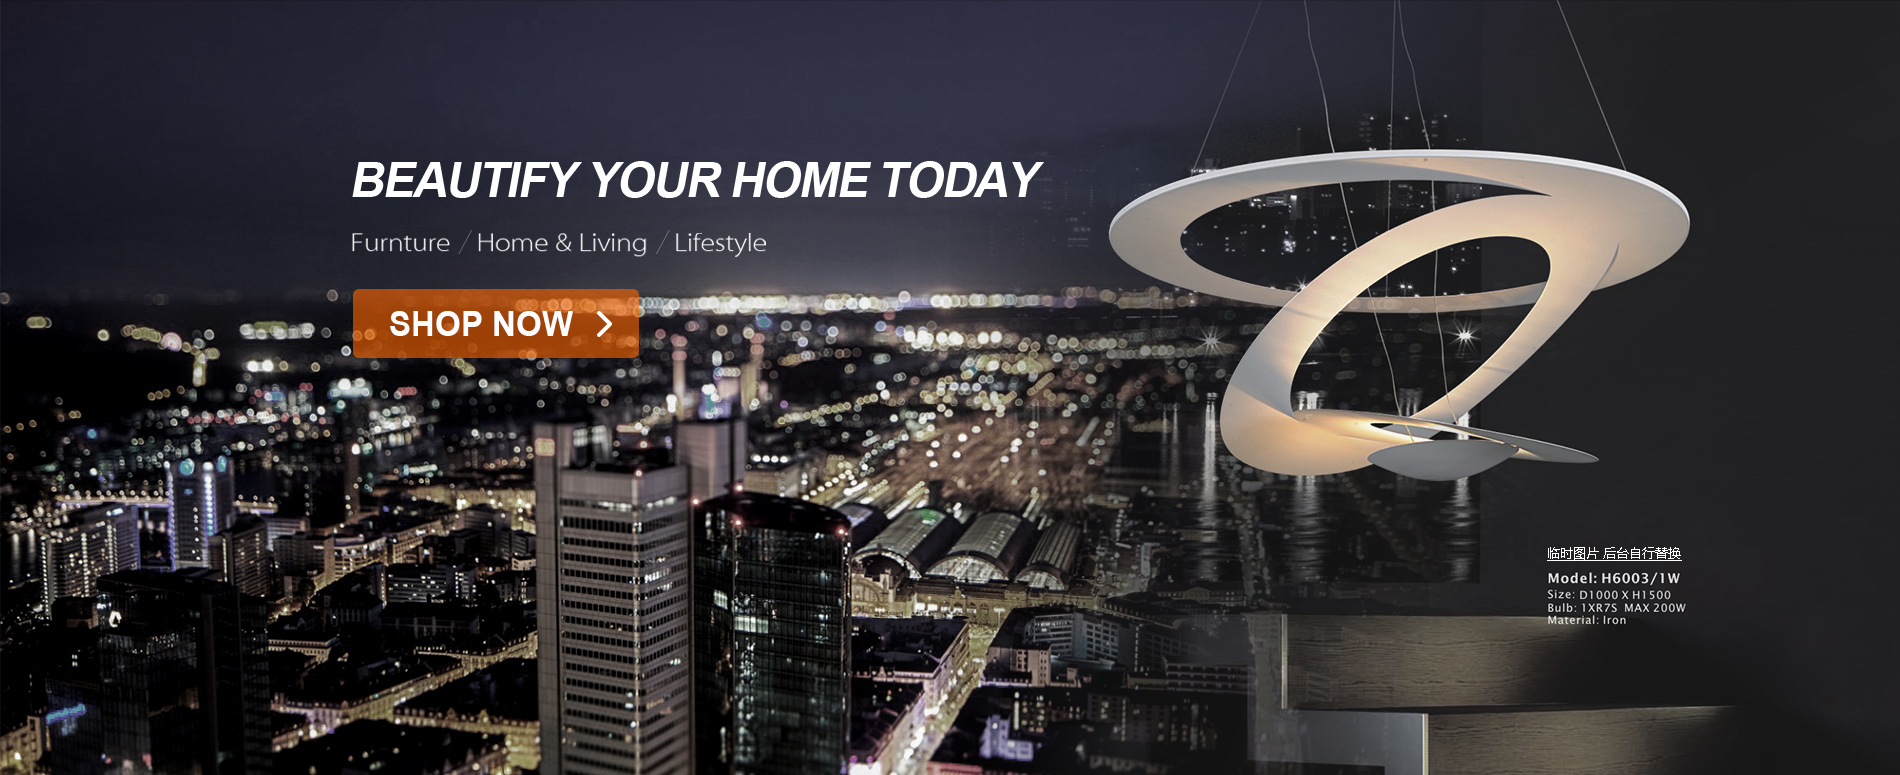 BEAUTIFY YOUR HOME TODAY
Furnture / Home & Living / Lifestyle
SHOP NOW
临时图片 后台自行替换
Model: H6003/1W
Size: D1000 X H1500
Bulb: 1XR7S MAX 200W
Material: Iron